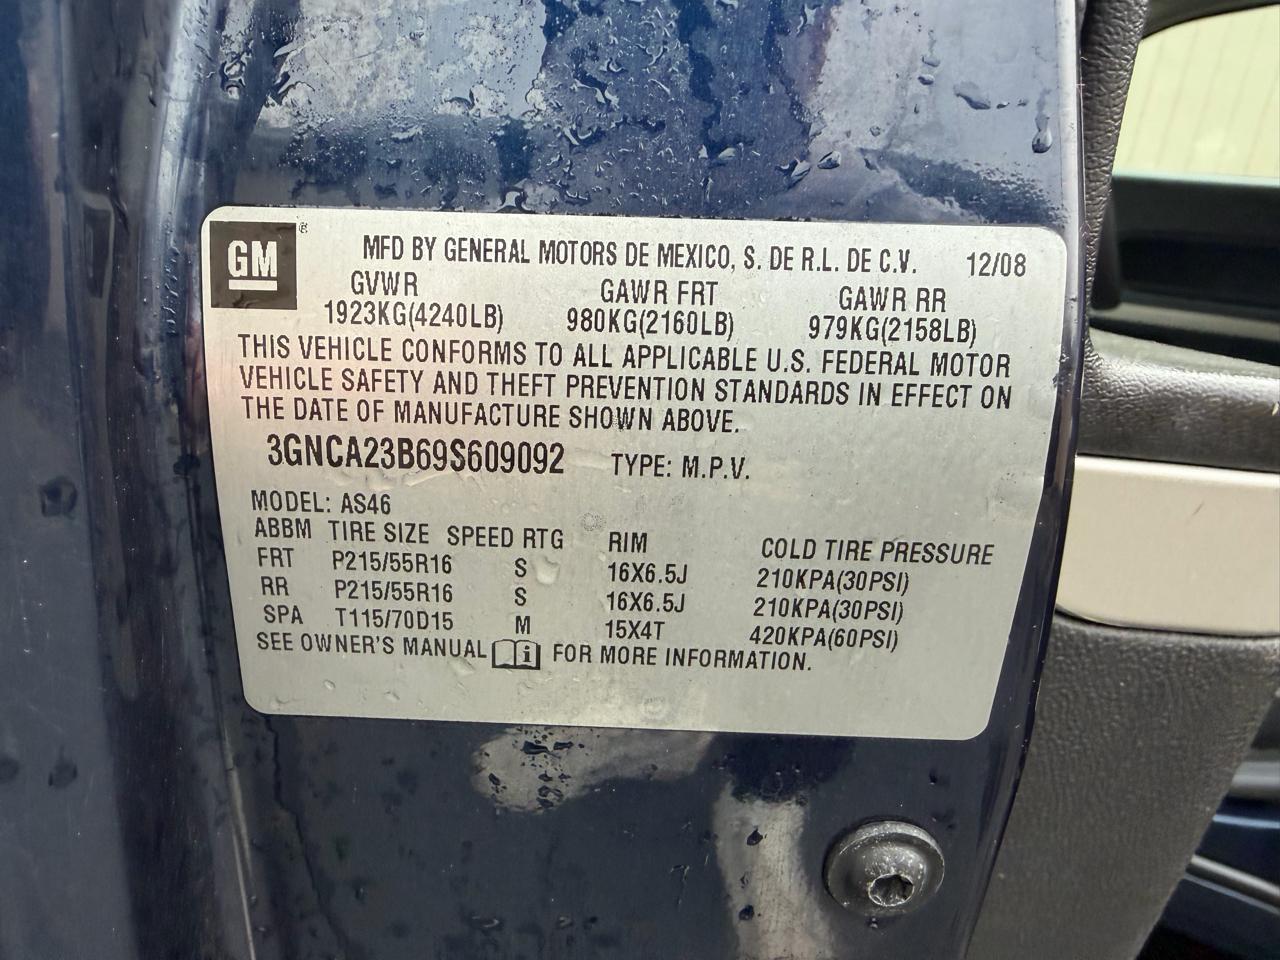 GM ®
MFD BY GENERAL MOTORS DE MEXICO, S. DE R.L. DE C.V. 12/08
GVWR GAWR FRT GAWR RR
1923KG(4240LB) 980KG(2160LB) 979KG(2158LB)
THIS VEHICLE CONFORMS TO ALL APPLICABLE U.S. FEDERAL MOTOR
VEHICLE SAFETY AND THEFT PREVENTION STANDARDS IN EFFECT ON
THE DATE OF MANUFACTURE SHOWN ABOVE.
3GNCA23B69S609092 TYPE: M.P.V.
MODEL: AS46
ABBM TIRE SIZE SPEED RTG RIM COLD TIRE PRESSURE
FRT P215/55R16 S 16X6.5J 210KPA(30PSI)
RR P215/55R16 S 16X6.5J 210KPA(30PSI)
SPA T115/70D15 M 15X4T 420KPA(60PSI)
SEE OWNER'S MANUAL i FOR MORE INFORMATION.